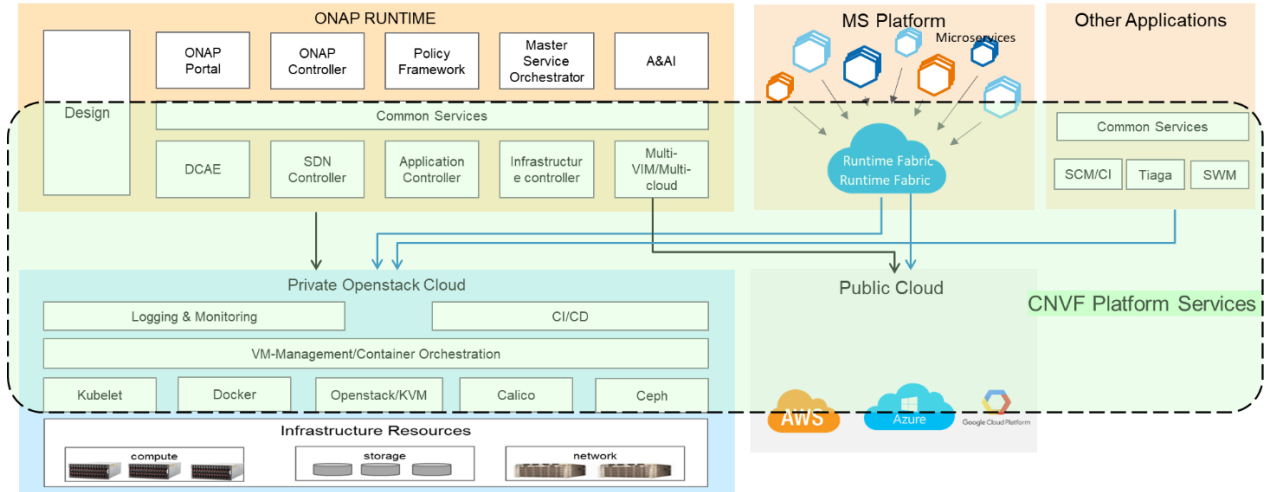 ONAP RUNTIME
Design
ONAP
Portal
ONAP
Controller
Policy
Framework
Master
Service
Orchestrator
A&AI
Common Services
DCAE
SDN
Controller
Application
Controller
Infrastructur
e controller
Multi-
VIM/Multi-
cloud
MS Platform
Microservices
Runtime Fabric
Runtime Fabric
Other Applications
Common Services
SCM/CI
Tiaga
SWM
Private Openstack Cloud
Logging & Monitoring
CI/CD
VM-Management/Container Orchestration
Kubelet
Docker
Openstack/KVM
Calico
Ceph
Infrastructure Resources
compute
storage
network
Public Cloud
AWS
Azure
Google Cloud Platform
CNVF Platform Services